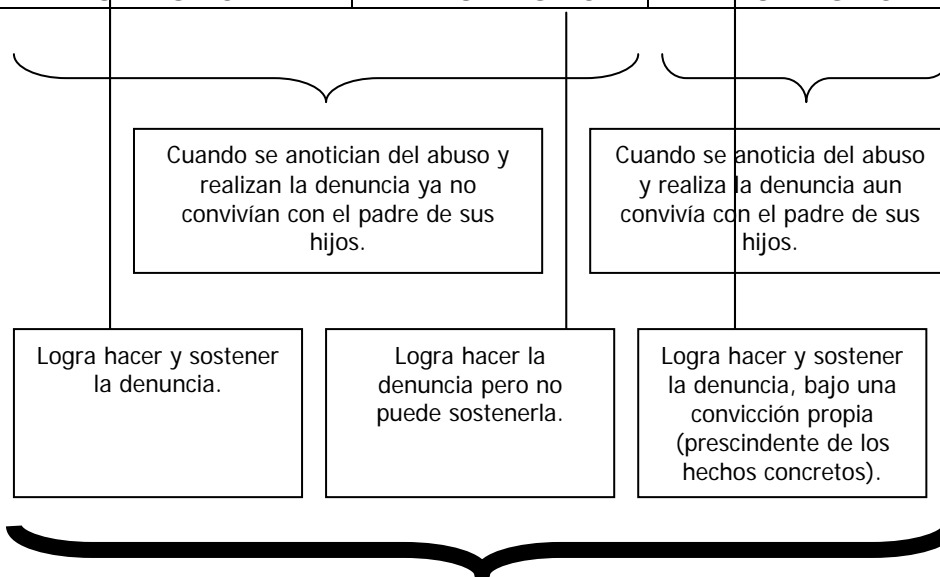 Cuando se anotician del abuso y
realizan la denuncia ya no
convivían con el padre de sus
hijos.
Cuando se anoticia del abuso
y realiza la denuncia aun
convivía con el padre de sus
hijos.
Logra hacer y sostener
la denuncia.
Logra hacer la
denuncia pero no
puede sostenerla.
Logra hacer y sostener
la denuncia, bajo una
convicción propia
(prescindente de los
hechos concretos).